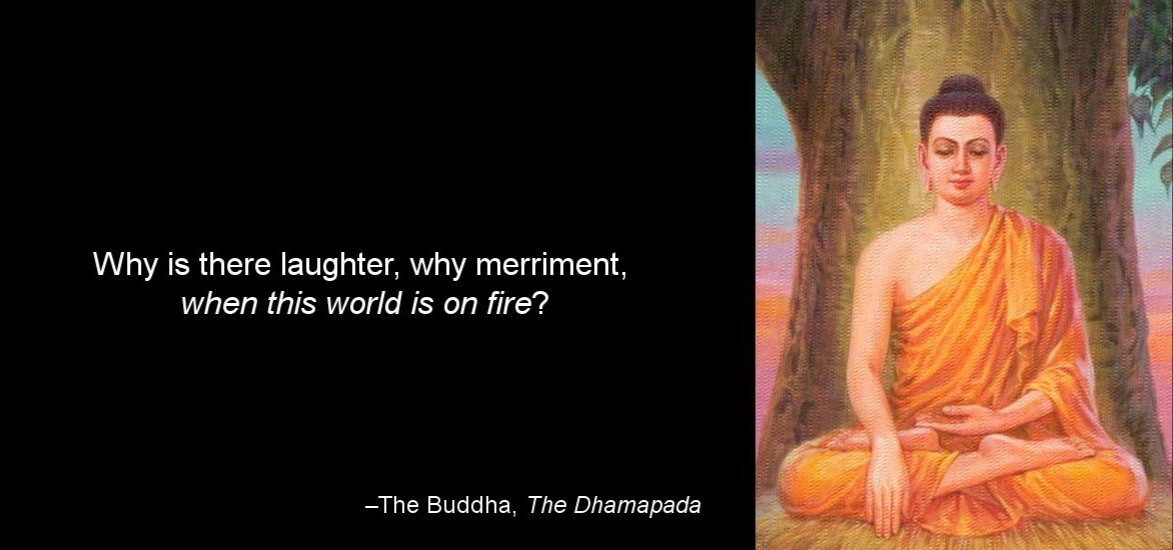 Why is there laughter, why merriment,
when this world is on fire?
–The Buddha, The Dhamapada